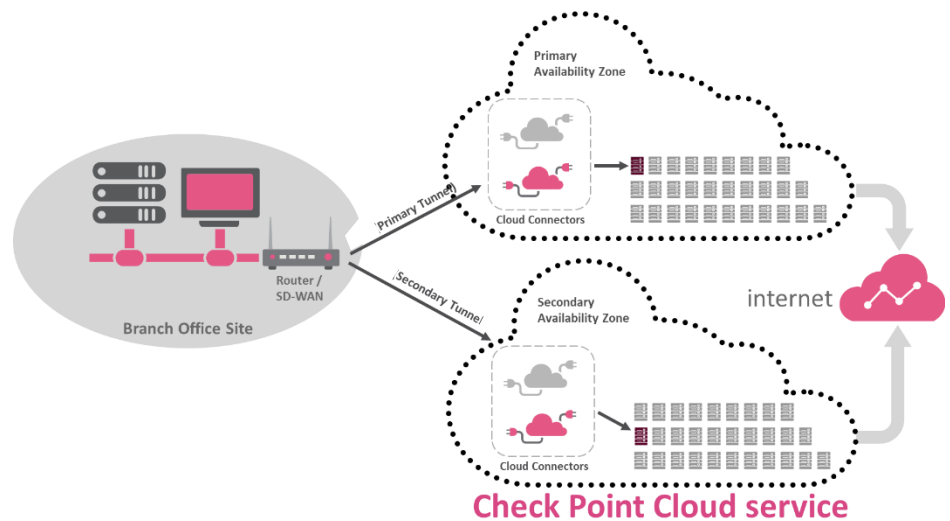 Primary
Availability Zone
Cloud Connectors
Primary Tunnel
Router /
SD-WAN
Branch Office Site
Secondary Tunnel
Secondary
Availability Zone
Cloud Connectors
internet
Check Point Cloud service